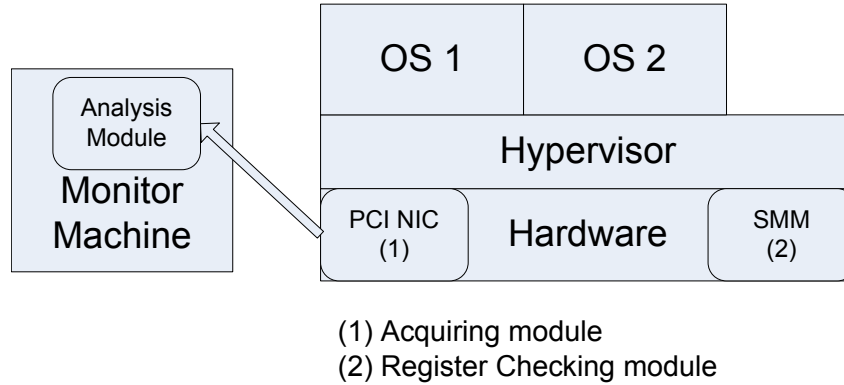 OS 1
OS 2
Analysis
Module
Monitor
Machine
Hypervisor
PCI NIC
(1)
Hardware
SMM
(2)
(1) Acquiring module
(2) Register Checking module